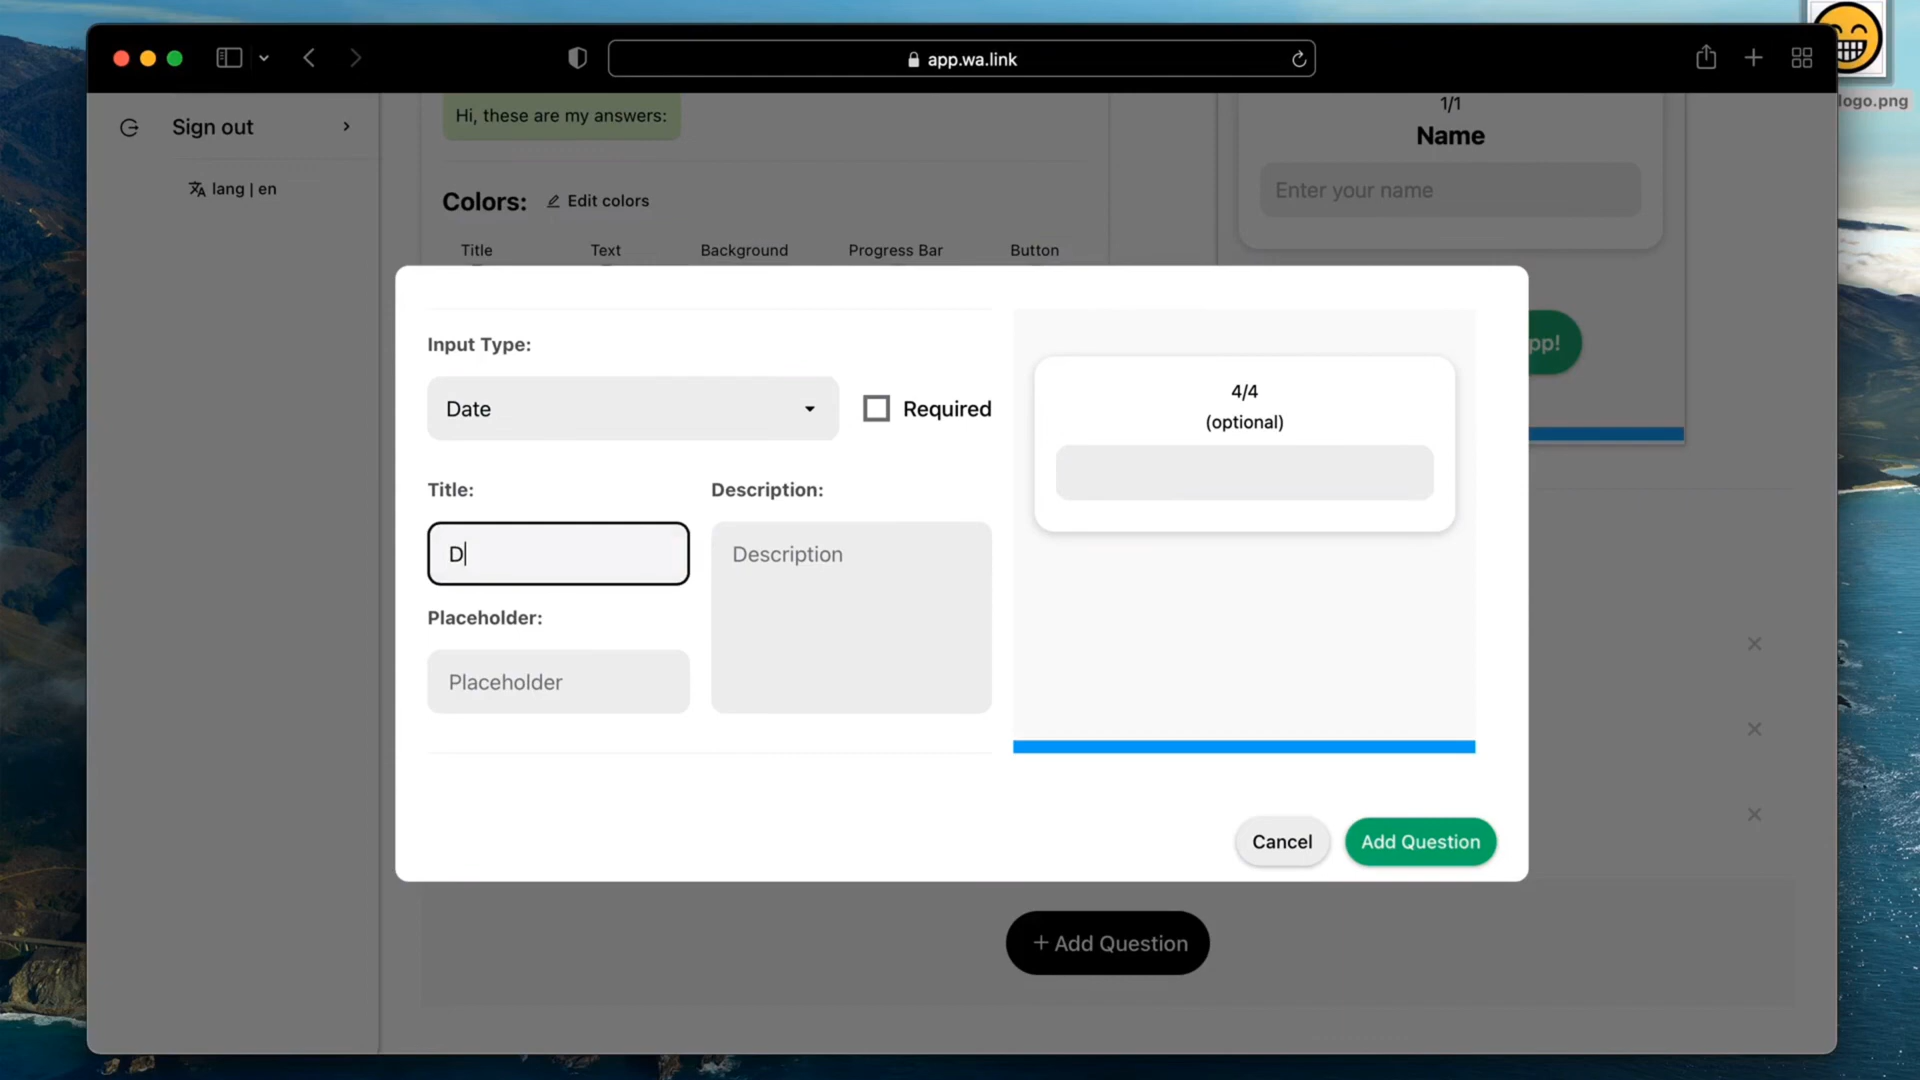 app.wa.link
logo.png
Sign out
lang | en
Hi, these are my answers:
Colors:
Edit colors
Title
Text
Background
Progress Bar
Button
1/1
Name
Enter your name
pp!
Input Type:
Date
Required
Title:
D
Description:
Description
Placeholder:
Placeholder
4/4
(optional)
Cancel
Add Question
+ Add Question